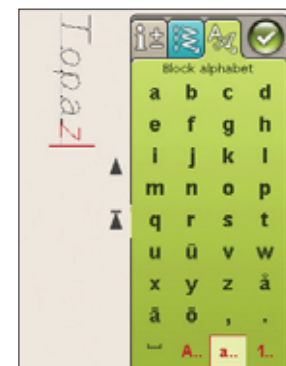 Topaz
Block alphabet
a b c d
e f g h
i j k l
m n o p
q r s t
u ü v w
x y z å
ä ö , .
A.. a.. 1..